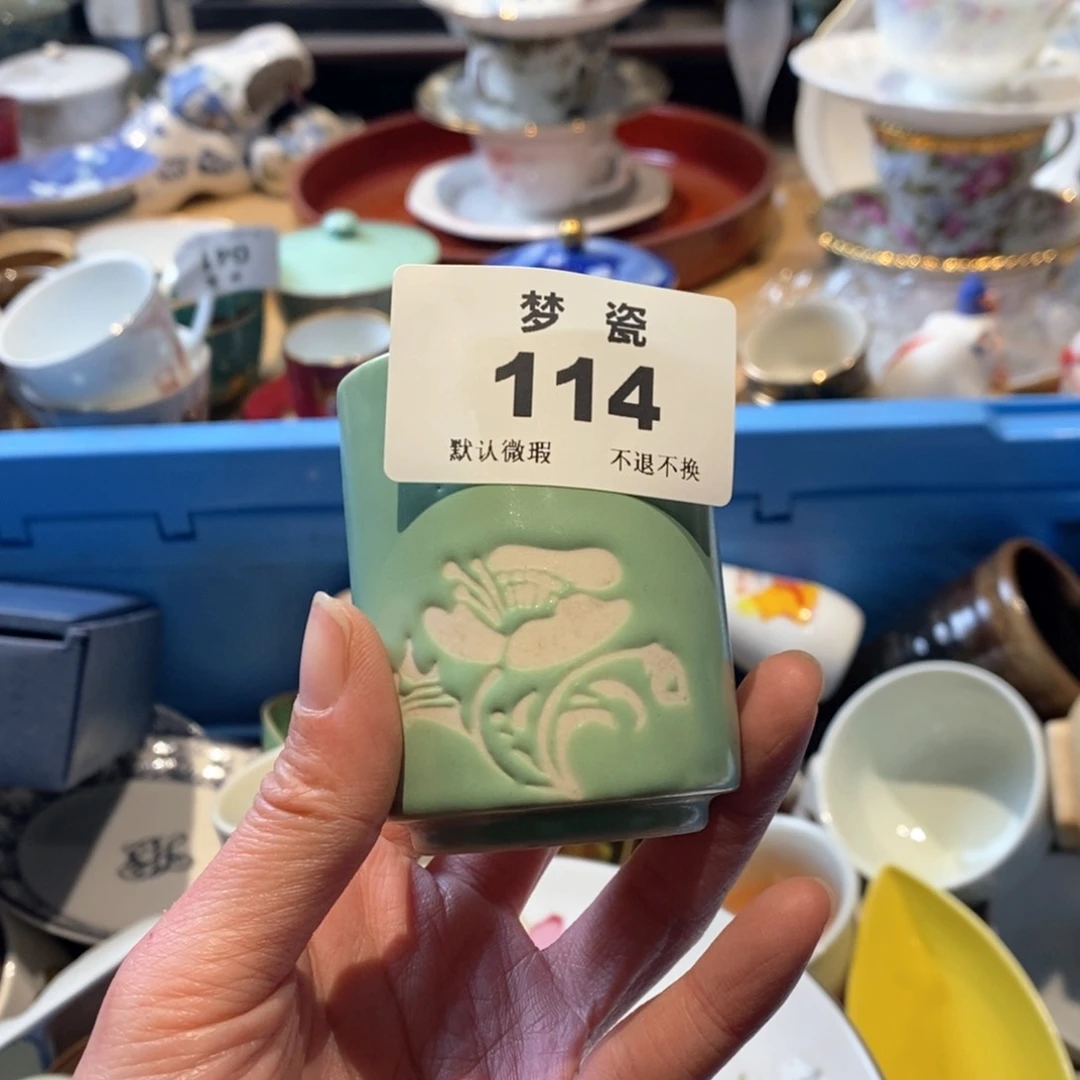 梦 瓷
114
默认微瑕 不退不换